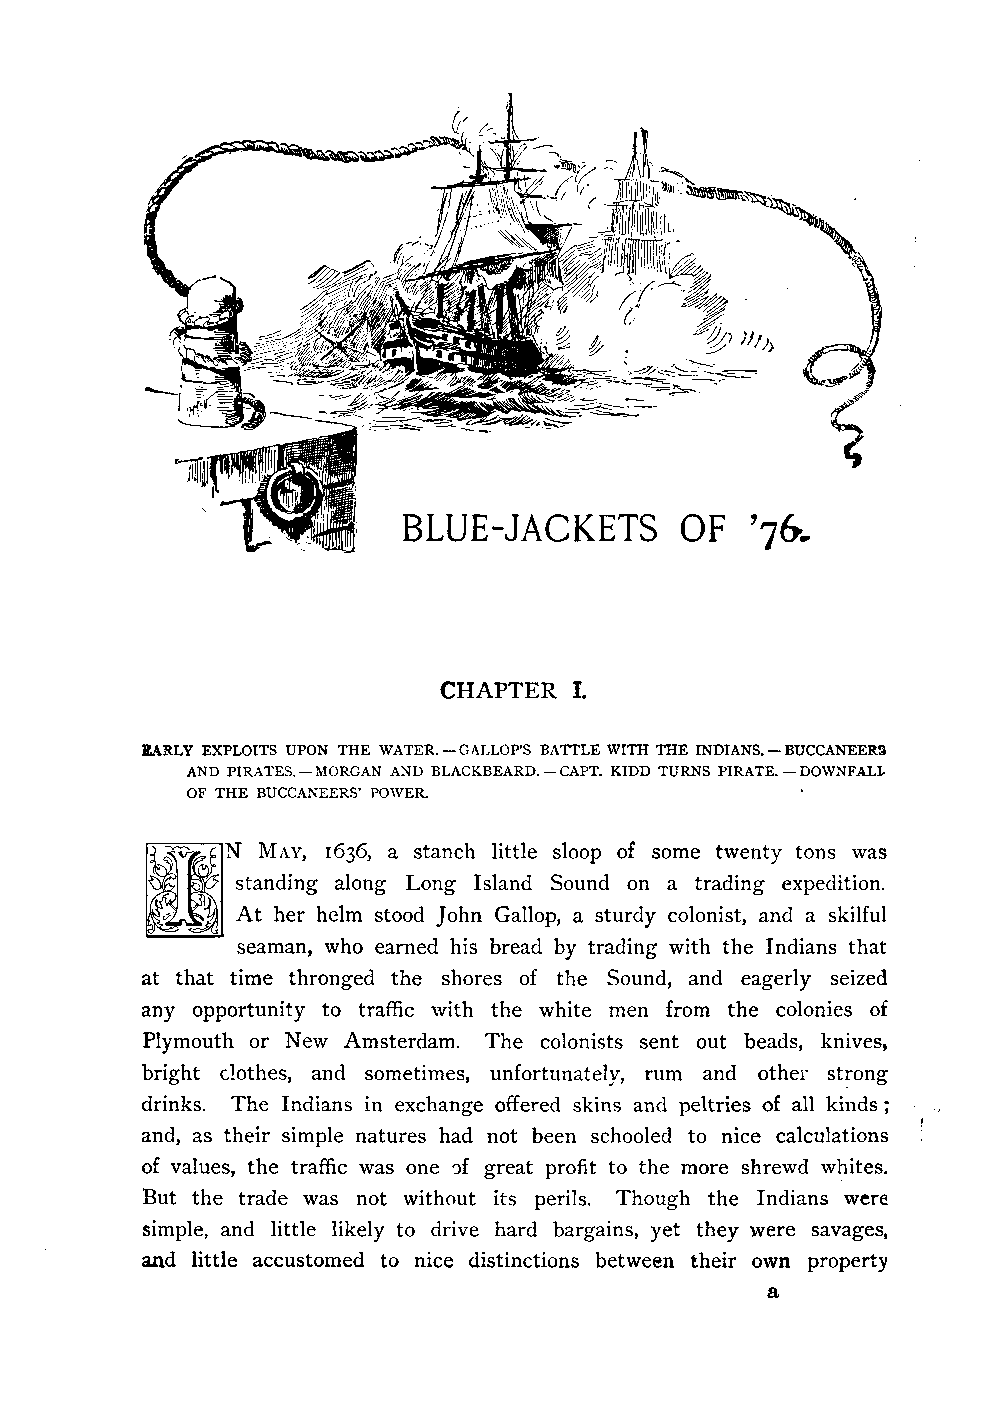 BLUE-JACKETS OF '76.
CHAPTER I.
EARLY EXPLOITS UPON THE WATER.—GALLOP'S BATTLE WITH THE INDIANS.—BUCCANEERS
AND PIRATES.—MORGAN AND BLACKBEARD.—CAPT. KIDD TURNS PIRATE.—DOWNFALL
OF THE BUCCANEERS' POWER.
IN MAY, 1636, a stanch little sloop of some twenty tons was
standing along Long Island Sound on a trading expedition.
At her helm stood John Gallop, a sturdy colonist, and a skilful
seaman, who earned his bread by trading with the Indians that
at that time thronged the shores of the Sound, and eagerly seized
any opportunity to traffic with the white men from the colonies of
Plymouth or New Amsterdam. The colonists sent out beads, knives,
bright clothes, and sometimes, unfortunately, rum and other strong
drinks. The Indians in exchange offered skins and peltries of all kinds;
and, as their simple natures had not been schooled to nice calculations
of values, the traffic was one of great profit to the more shrewd whites.
But the trade was not without its perils. Though the Indians were
simple, and little likely to drive hard bargains, yet they were savages,
and little accustomed to nice distinctions between their own property
a